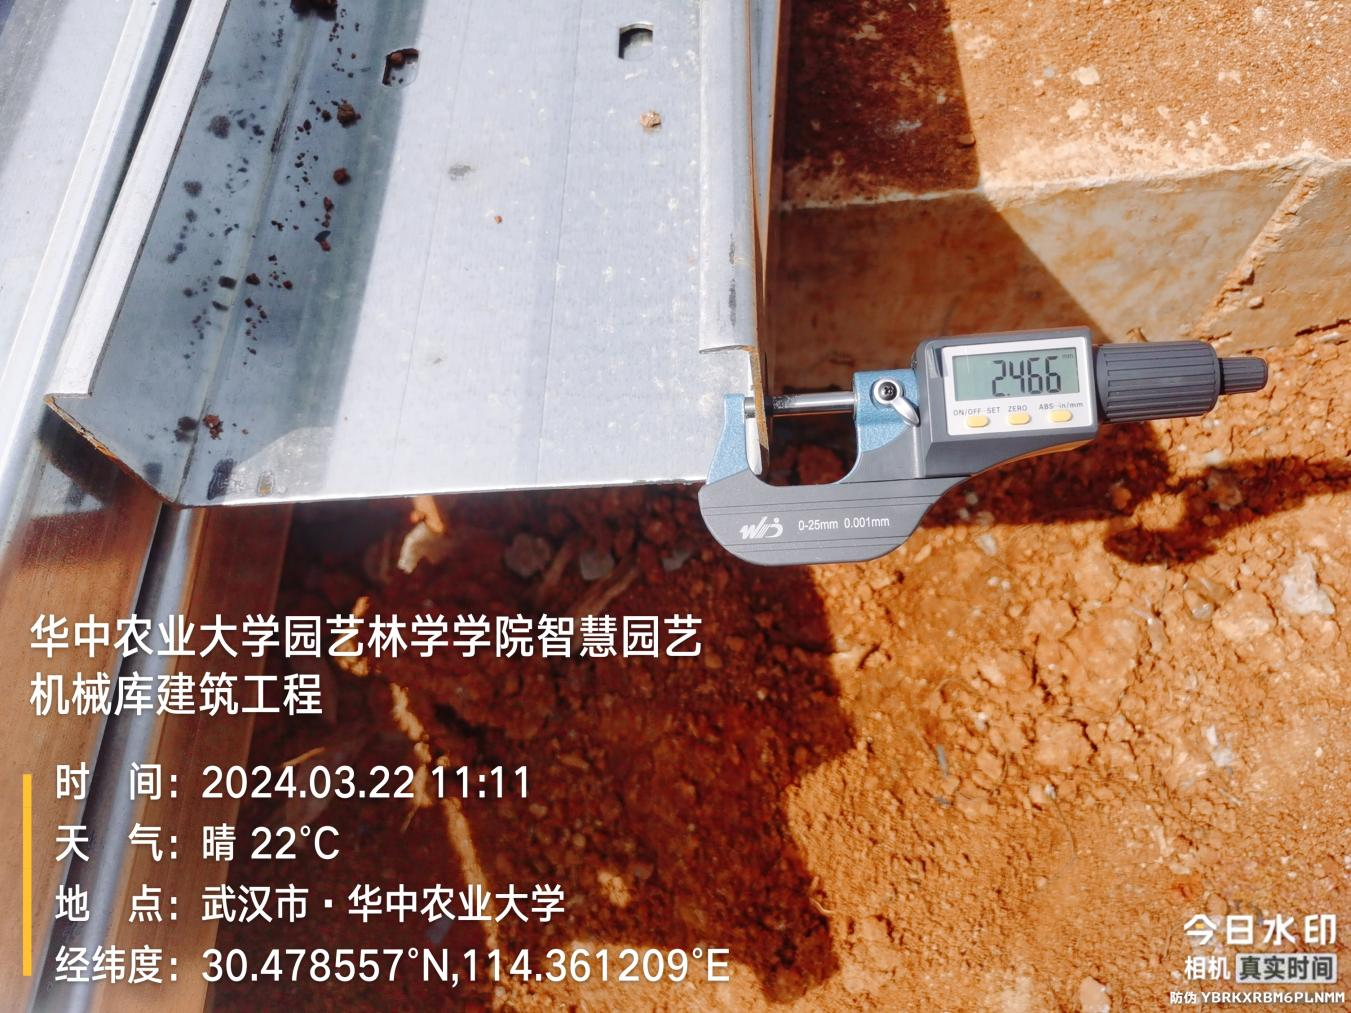 2.466 mm
ON/OFF SET ZERO ABS in/mm
0-25mm 0.001mm
华中农业大学园艺林学学院智慧园艺
机械库建筑工程
时 间：2024.03.22 11:11
天 气：晴 22°C
地 点：武汉市·华中农业大学
经纬度：30.478557°N,114.361209°E
今日水印
相机 真实时间
防伪 YBRKXRBM6PLNMM